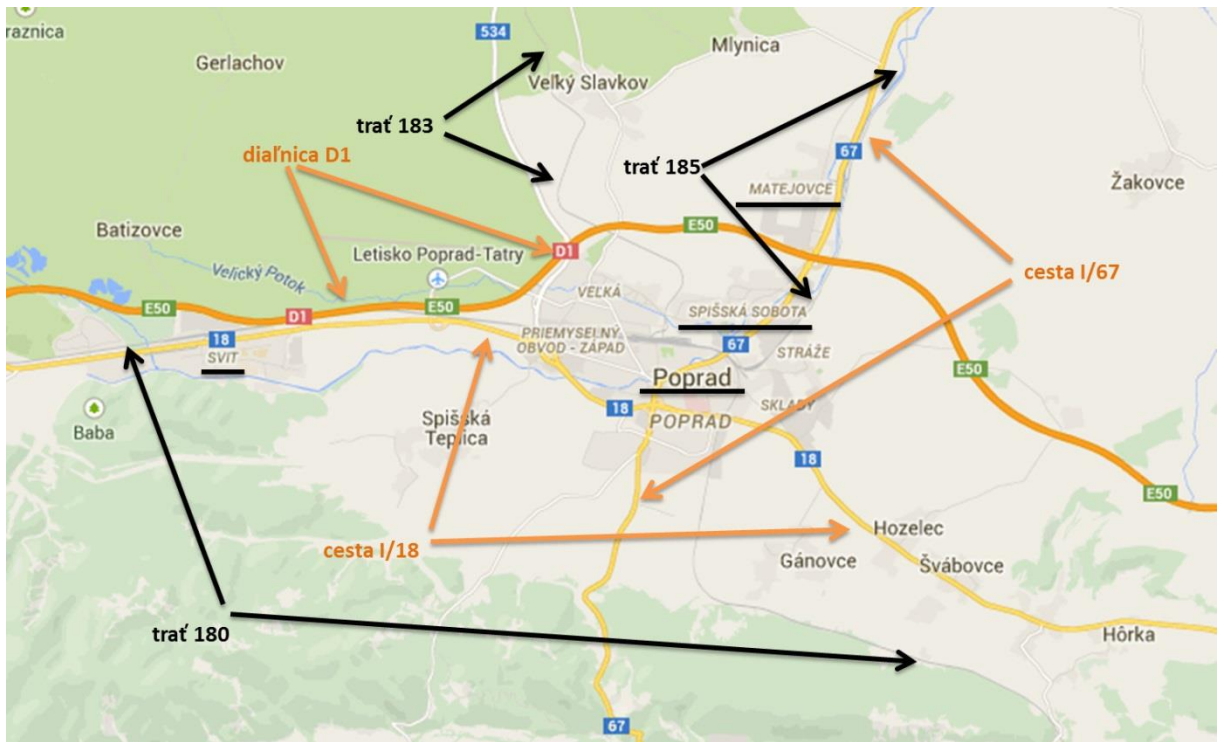 raznica
534
Mlynica
Gerlachov
Veľký Slavkov
trať 183
diaľnica D1
trať 185
67
MATEJOVCE
Žakovce
Batizovce
E50
D1
Letisko Poprad-Tatry
cesta I/67
Velický Potok
VEĽKÁ
E50
E50
D1
SPIŠSKÁ SOBOTA
18
PRIEMYSELNÝ
OBVOD - ZÁPAD
67
STRÁŽE
SVIT
Poprad
E50
18
SKLADY
Baba
Spišská
Teplica
POPRAD
18
E50
Hozelec
cesta I/18
Gánovce
Švábovce
trať 180
Hôrka
67